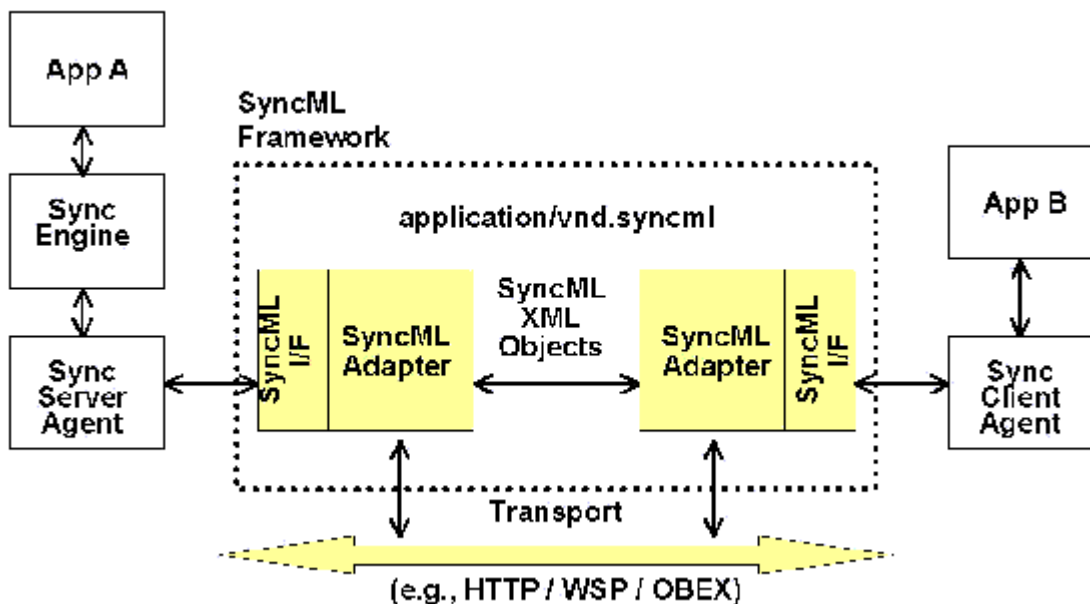 App A
Sync
Engine
Sync
Server
Agent
SyncML
Framework
application/vnd.syncml
SyncML
I/F
SyncML
Adapter
SyncML
XML
Objects
SyncML
Adapter
SyncML
I/F
App B
Sync
Client
Agent
Transport
(e.g., HTTP / WSP / OBEX)